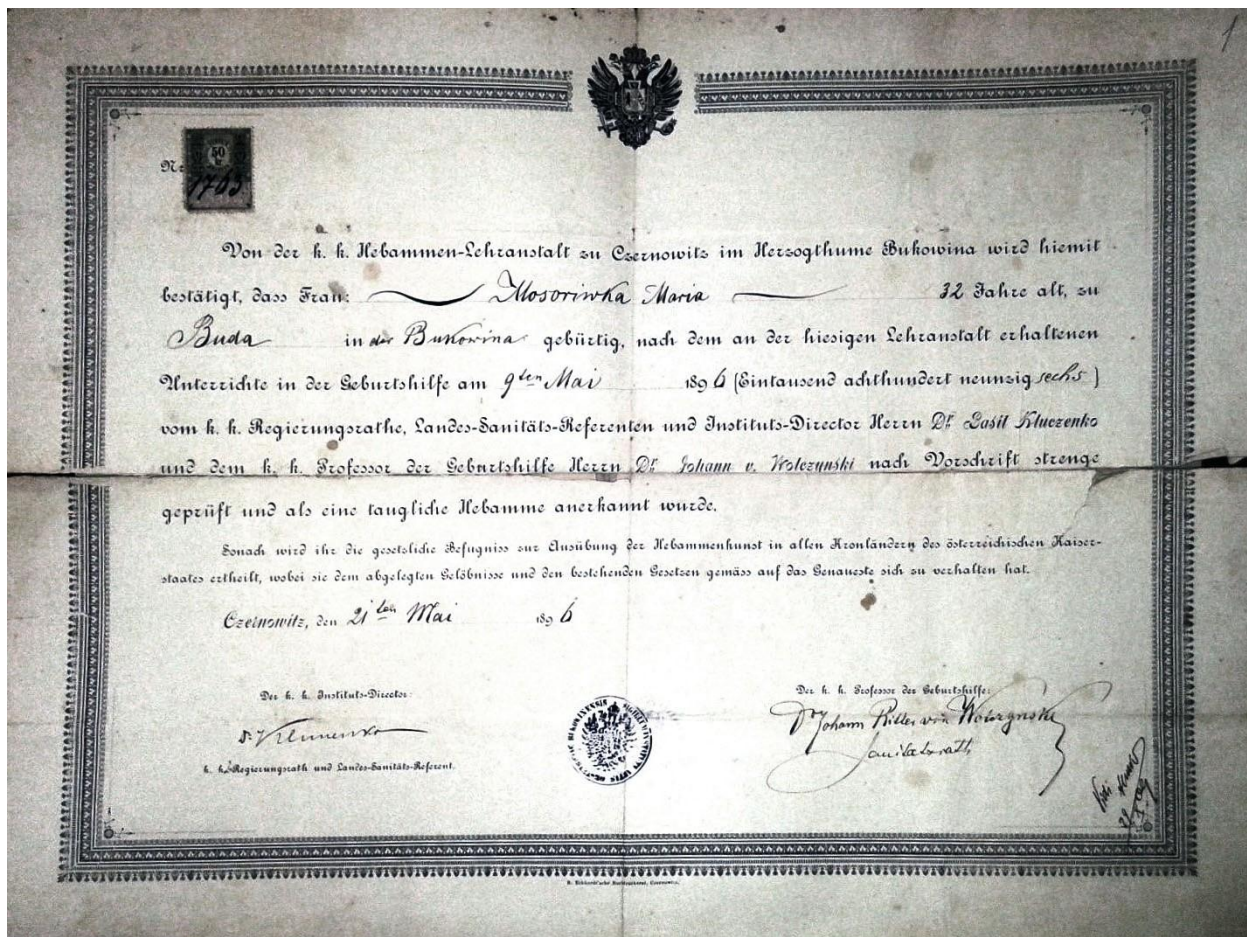 1
50
kr
No 1763
Von der k. k. Hebammen-Lehranstalt zu Czernowitz im Herzogthume Bukowina wird hiemit
bestätigt, dass Frau: Mosoriwka Maria 32 Jahre alt, zu
Buda in der Bukowina gebürtig, nach dem an der hiesigen Lehranstalt erhaltenen
Unterrichte in der Geburtshilfe am 9ten Mai 1896 (Eintausend achthundert neunzig sechs)
vom k. k. Regierungsrathe, Landes-Sanitäts-Referenten und Instituts-Director Herrn Dr. Basil Kluczenko
und dem k. k. Professor der Geburtshilfe Herrn Dr. Johann v. Wolczynski nach Vorschrift strenge
geprüft und als eine taugliche Hebamme anerkannt wurde.
Sonach wird ihr die gesetzliche Befugniss zur Ausübung der Hebammenkunst in allen Kronländern des österreichischen Kaiser-
staates ertheilt, wobei sie dem abgelegten Gelöbnisse und den bestehenden Gesetzen gemäss auf das Genaueste sich zu verhalten hat.
Czernowitz, den 21ten Mai 1896
Der k. k. Instituts-Director:
k. k. Regierungsrath und Landes-Sanitäts-Referent.
Der k. k. Professor der Geburtshilfe:
Dr Johann Ritter von Wolczynski
Sanitätsrath